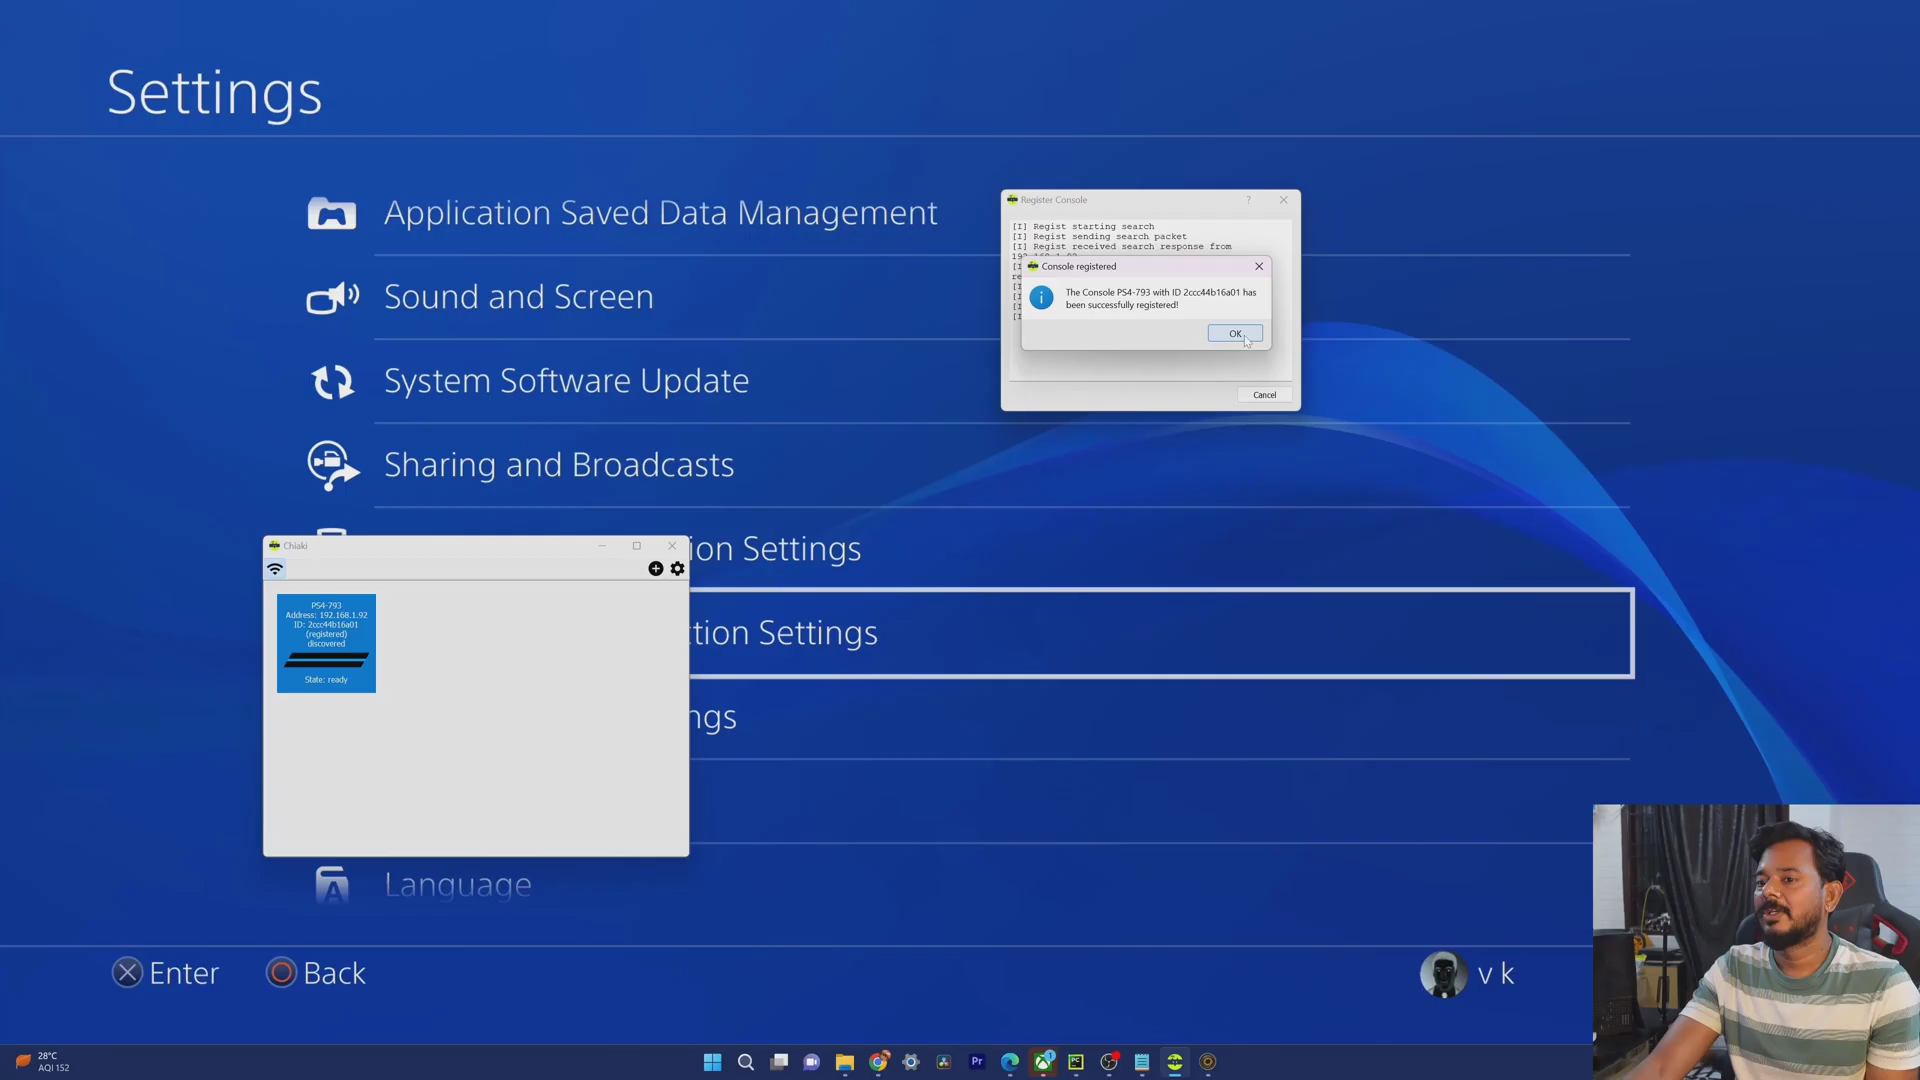 Settings
Application Saved Data Management
Sound and Screen
System Software Update
Sharing and Broadcasts
ion Settings
tion Settings
ngs
Language
Register Console
[I] Regist starting search
[I] Regist sending search packet
[I] Regist received search response from
Console registered
The Console PS4-793 with ID 2ccc44b16a01 has
been successfully registered!
OK
Cancel
Chiaki
PS4-793
Address: 192.168.1.92
ID: 2ccc44b16a01
(registered)
discovered
State: ready
Enter
Back
v k
28°C
AQI 152